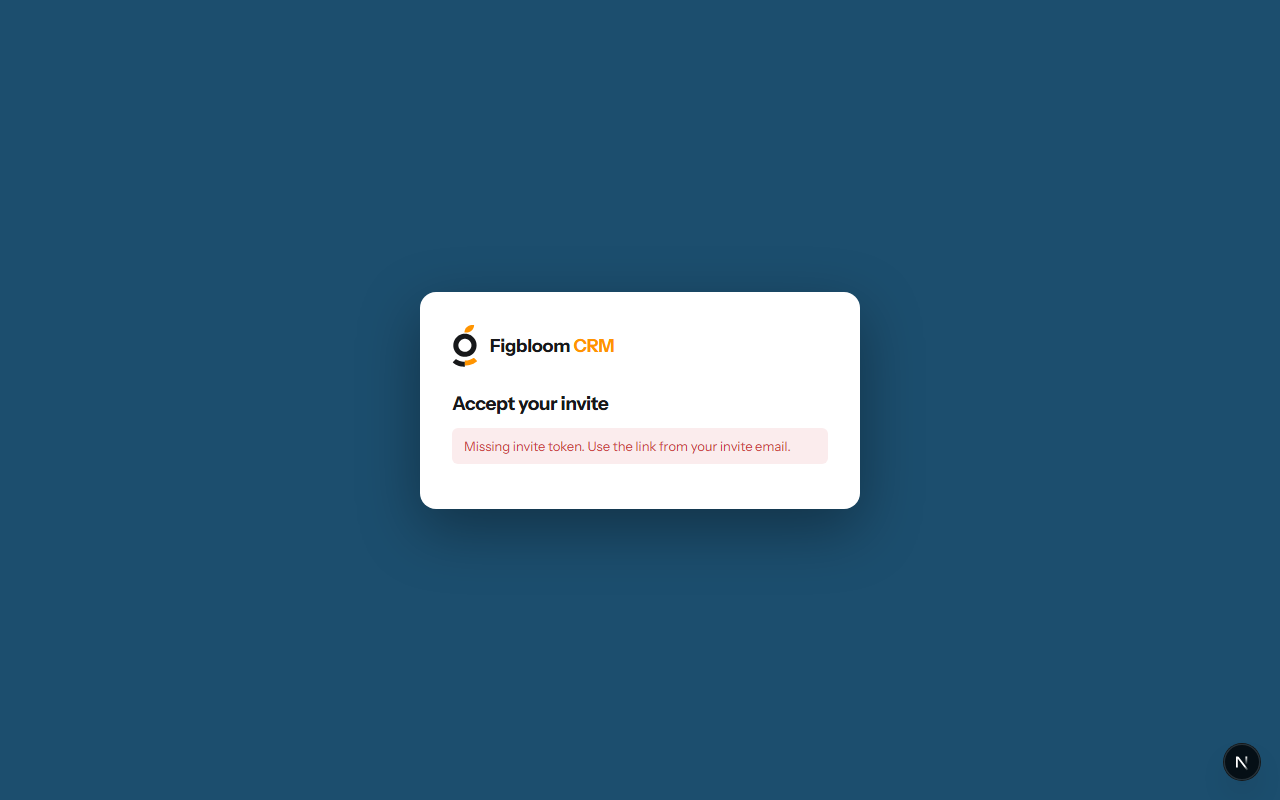 Figbloom CRM
Accept your invite
Missing invite token. Use the link from your invite email.
N